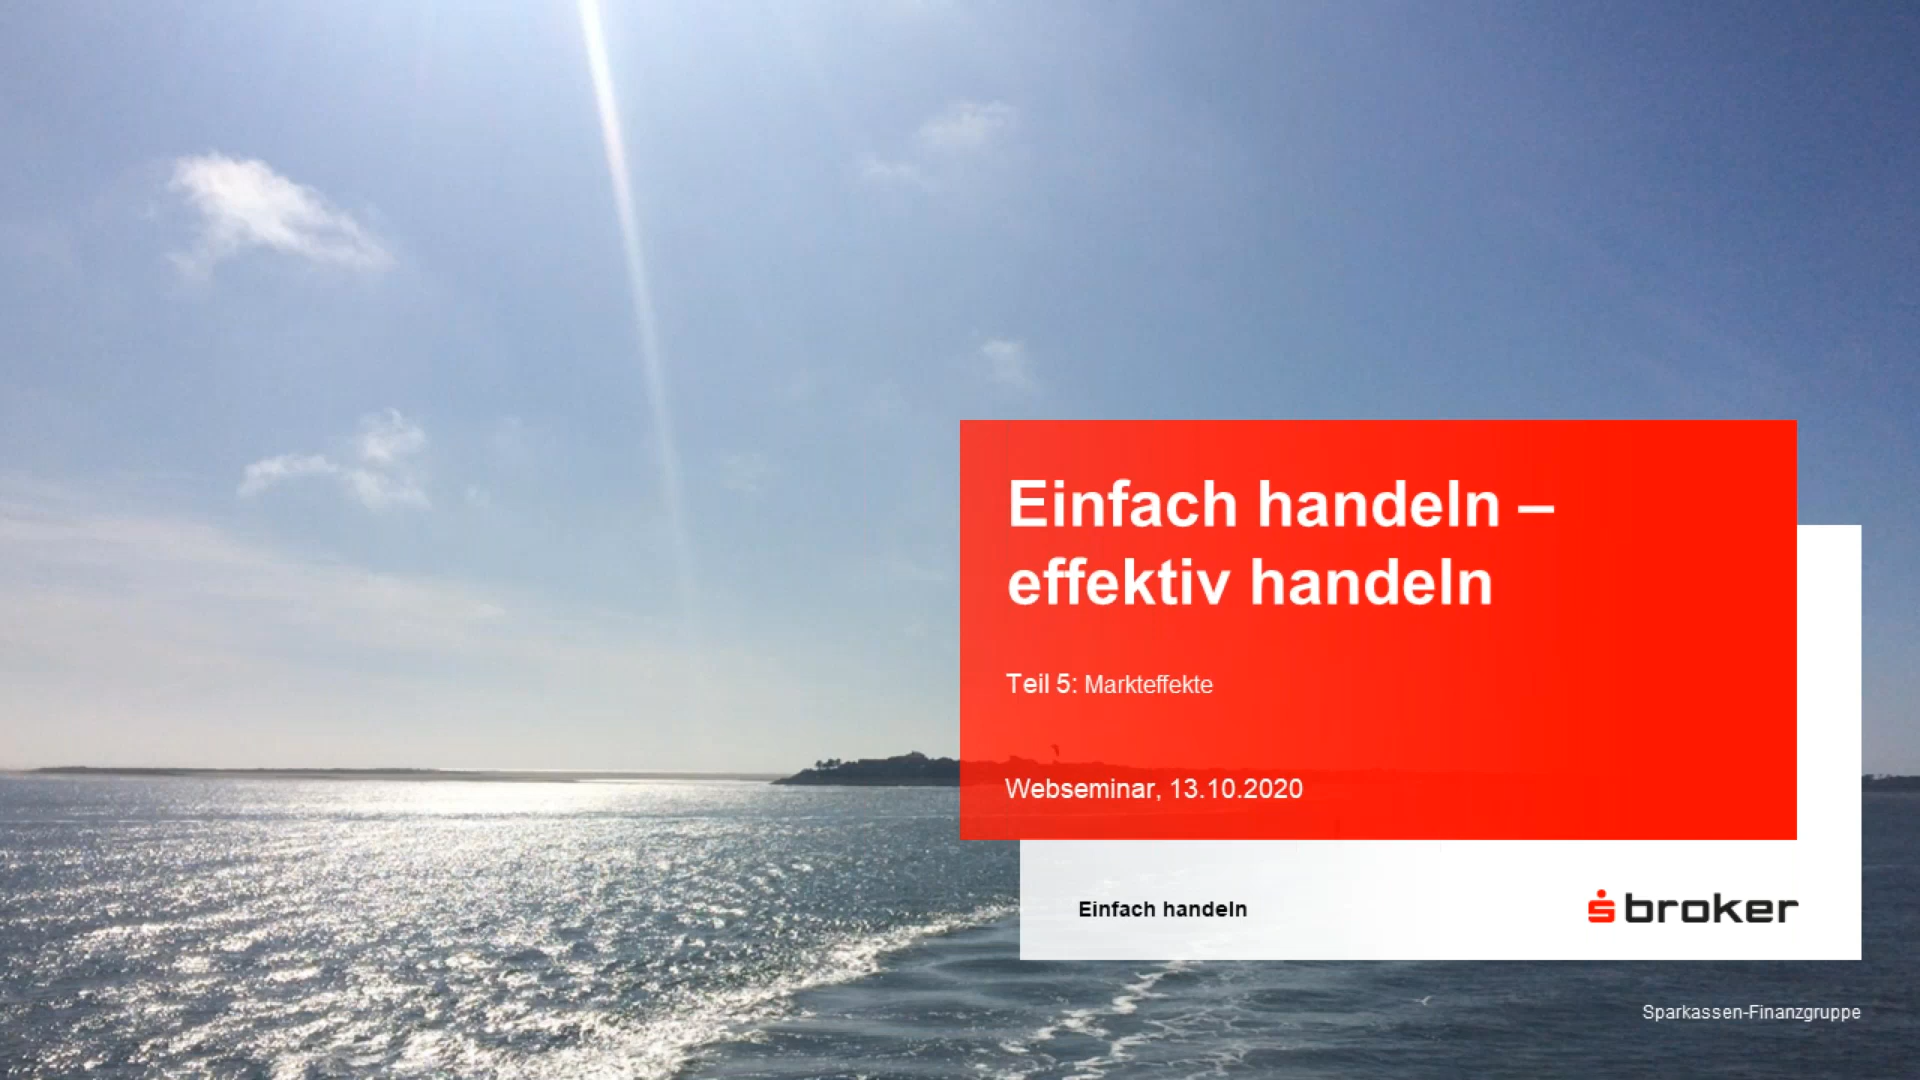 Einfach handeln –
effektiv handeln
Teil 5: Markteffekte
Webseminar, 13.10.2020
Einfach handeln
broker
Sparkassen-Finanzgruppe